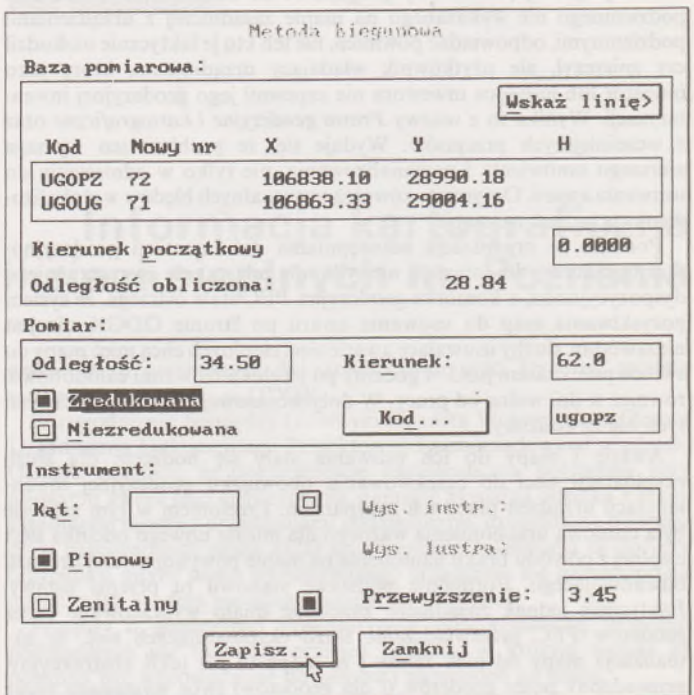 Metoda biegunowa
Baza pomiarowa:
Wskaż linię>
Kod Nowy nr X Y H
UGOPZ 72 106838.10 28990.18
UGOUG 71 106863.33 29004.16
Kierunek początkowy 0.0000
Odległość obliczona: 28.84
Pomiar:
Odległość: 34.50 Kierunek: 62.0
Zredukowana
Niezredukowana Kod... ugopz
Instrument:
Kąt: Wys. instr:
Pionowy Wys. lustra:
Zenitalny Przewyższenie: 3.45
Zapisz... Zamknij